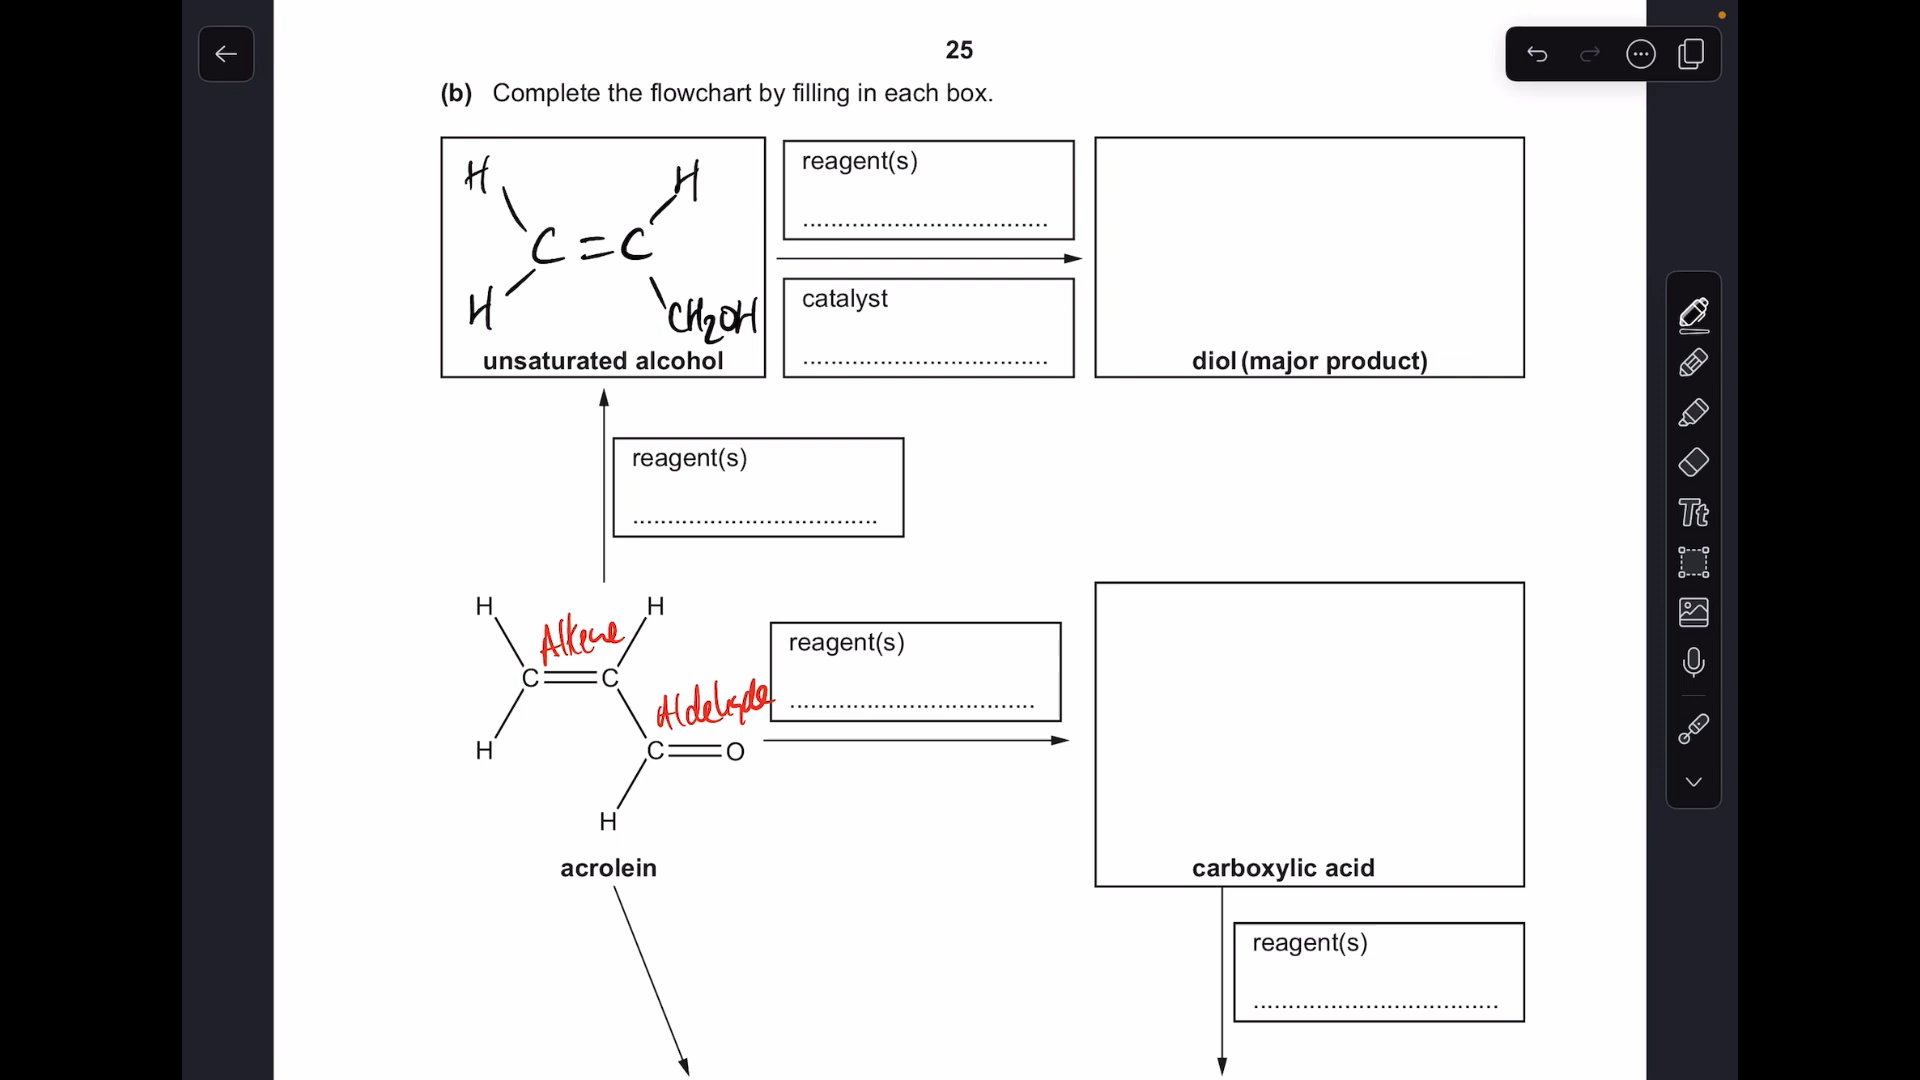 25
(b) Complete the flowchart by filling in each box.
H
H
C = C
H
CH2OH
unsaturated alcohol
reagent(s)
catalyst
diol (major product)
reagent(s)
H
H
Alkene
C
C
Aldehyde
H
C
O
H
acrolein
reagent(s)
carboxylic acid
reagent(s)
Tt